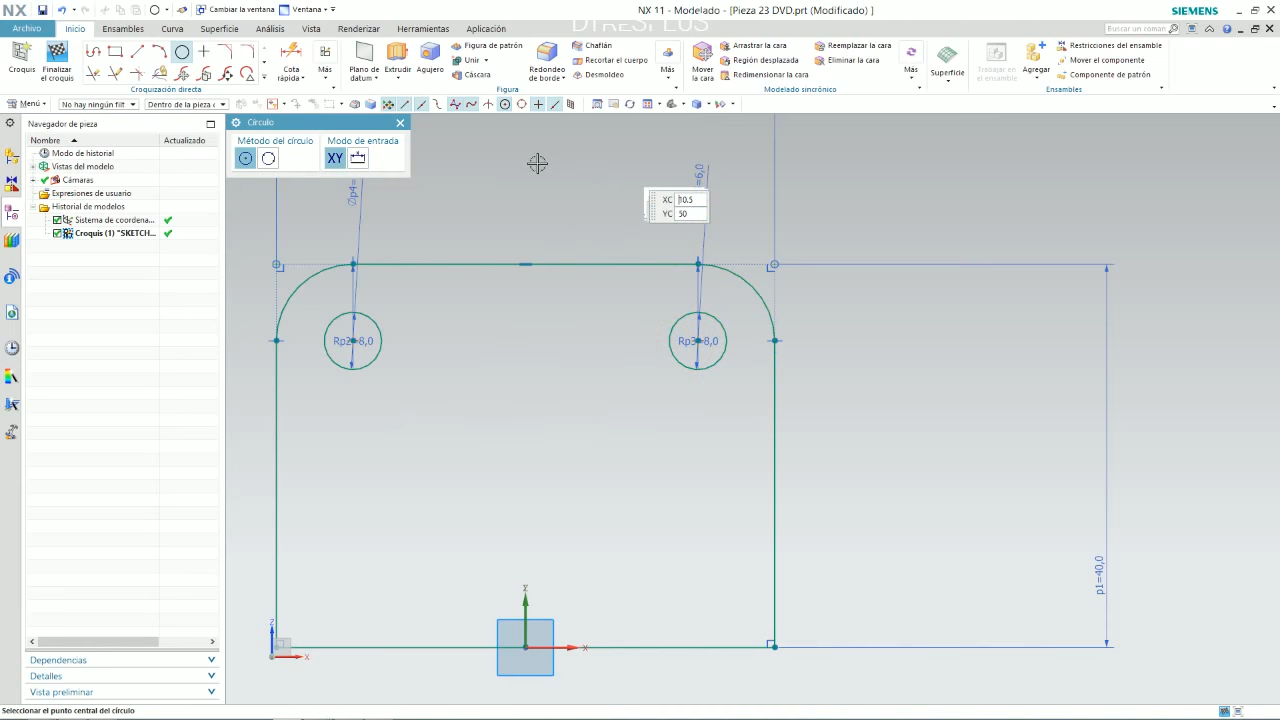 NX
Cambiar la ventana
Ventana
NX 11 - Modelado - [Pieza 23 DVD.prt (Modificado) ]
SIEMENS
DTRESPLUS
Archivo
Inicio
Ensambles
Curva
Superficie
Análisis
Vista
Renderizar
Herramientas
Aplicación
Buscar un coman
Croquis
Finalizar el croquis
Cota rápida
Más
Croquización directa
Plano de datum
Extrudir
Agujero
Figura de patrón
Unir
Cáscara
Redondeo de borde
Chaflán
Recortar el cuerpo
Desmoldeo
Más
Figura
Mover la cara
Arrastrar la cara
Región desplazada
Redimensionar la cara
Reemplazar la cara
Eliminar la cara
Más
Modelado sincrónico
Superficie
Trabajar en el ensamble
Agregar
Restricciones del ensamble
Mover el componente
Componente de patrón
Ensambles
Menú
No hay ningún filt
Dentro de la pieza c
Navegador de pieza
Nombre
Actualizado
Modo de historial
Vistas del modelo
Cámaras
Expresiones de usuario
Historial de modelos
Sistema de coordena...
Croquis (1) "SKETCH...
Dependencias
Detalles
Vista preliminar
Círculo
Método del círculo
Modo de entrada
XY
XC 10.5
YC 50
Øp4=
=6,0
Rp2=8,0
Rp3=8,0
p1=40,0
Z
X
Z
X
Seleccionar el punto central del círculo